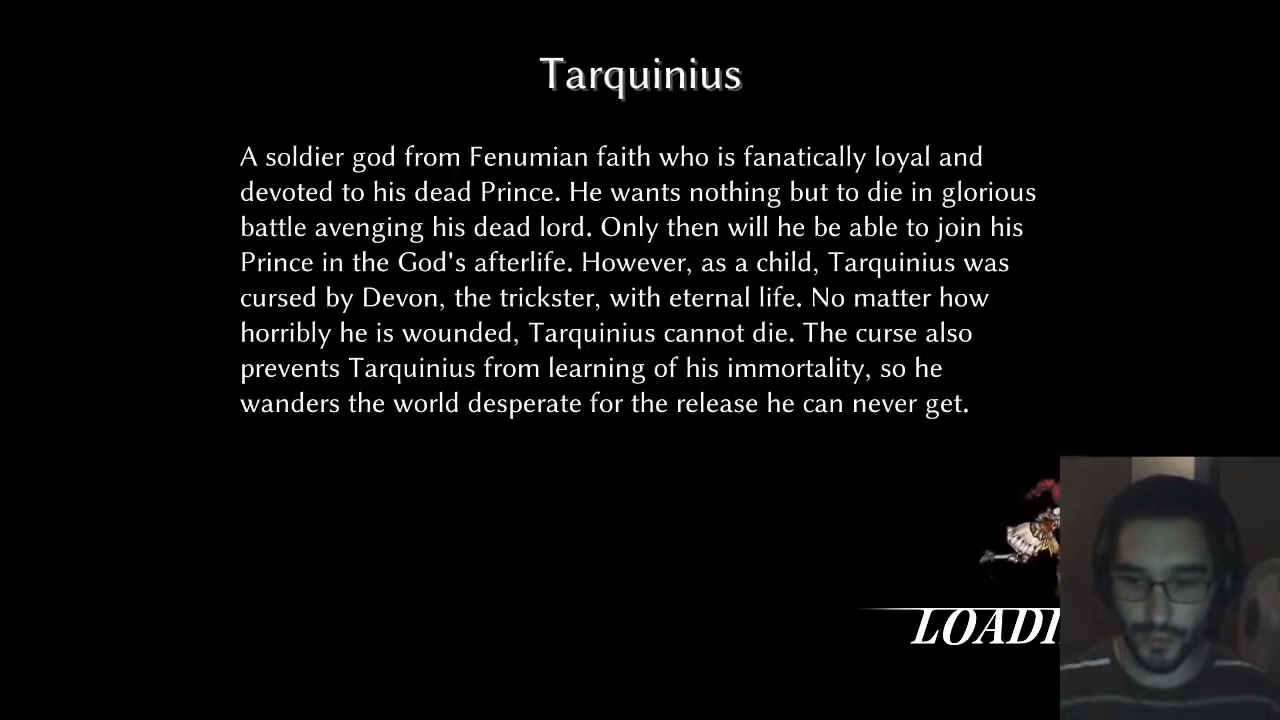 Tarquinius
A soldier god from Fenumian faith who is fanatically loyal and
devoted to his dead Prince. He wants nothing but to die in glorious
battle avenging his dead lord. Only then will he be able to join his
Prince in the God's afterlife. However, as a child, Tarquinius was
cursed by Devon, the trickster, with eternal life. No matter how
horribly he is wounded, Tarquinius cannot die. The curse also
prevents Tarquinius from learning of his immortality, so he
wanders the world desperate for the release he can never get.
LOADI